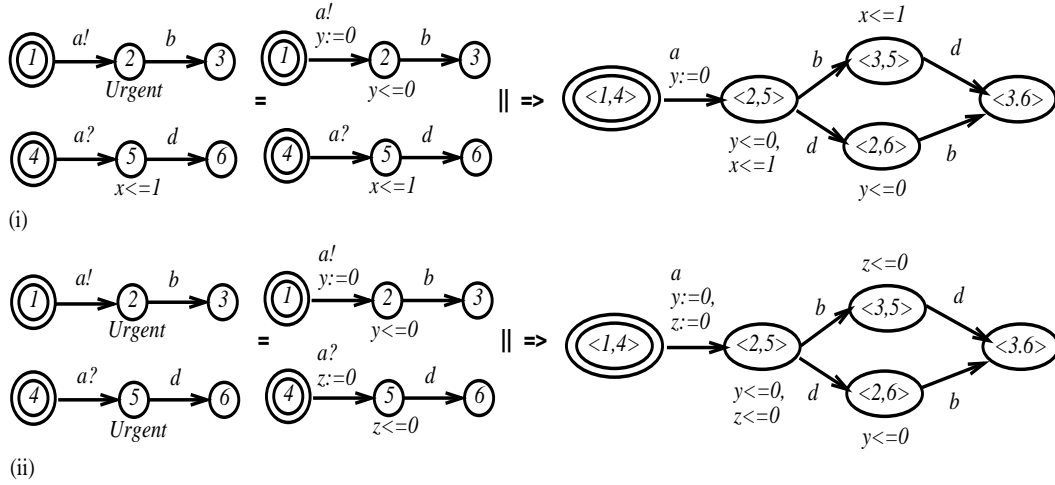 a!
b
1
2
3
Urgent
a?
d
4
5
6
x<=1
=
a!
y:=0
b
1
2
3
y<=0
a?
d
4
5
6
x<=1
|| =>
<1,4>
a
y:=0
<2,5>
y<=0,
x<=1
b
d
x<=1
<3,5>
<2,6>
y<=0
d
b
<3.6>
(i)
a!
b
1
2
3
Urgent
a?
d
4
5
6
Urgent
=
a!
y:=0
b
1
2
3
y<=0
a?
z:=0
d
4
5
6
z<=0
|| =>
<1,4>
a
y:=0,
z:=0
<2,5>
y<=0,
z<=0
b
d
z<=0
<3,5>
<2,6>
y<=0
d
b
<3.6>
(ii)